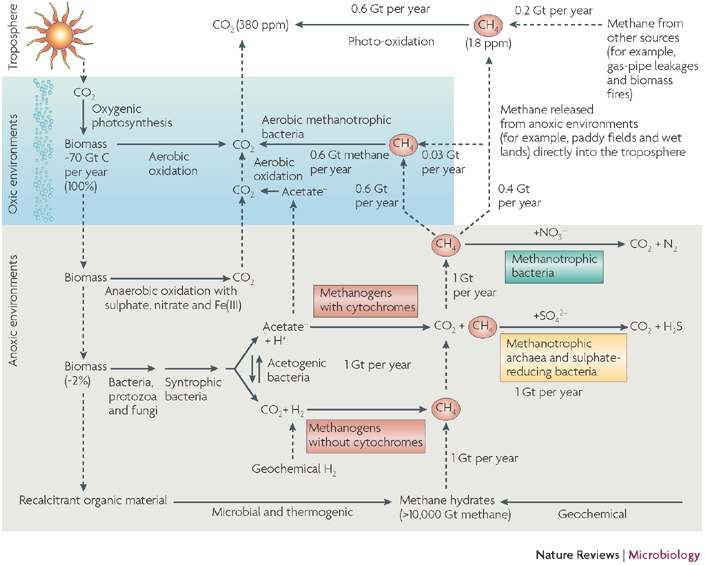 Troposphere
CO₂ (380 ppm)
0.6 Gt per year
Photo-oxidation
CH₄
(1.8 ppm)
0.2 Gt per year
Methane from
other sources
(for example,
gas-pipe leakages
and biomass
fires)
CO₂
Oxygenic
photosynthesis
Oxic environments
Biomass
~70 Gt C
per year
(100%)
Aerobic
oxidation
CO₂
Aerobic methanotrophic
bacteria
0.6 Gt methane
per year
CH₄
0.03 Gt
per year
Methane released
from anoxic environments
(for example, paddy fields and wet
lands) directly into the troposphere
Aerobic
oxidation
CO₂
Acetate⁻
0.6 Gt
per year
0.4 Gt
per year
Anoxic environments
CH₄
+NO₃⁻
CO₂ + N₂
Methanotrophic
bacteria
Biomass
Anaerobic oxidation with
sulphate, nitrate and Fe(III)
CO₂
1 Gt
per year
Methanogens
with cytochromes
Acetate⁻
+ H⁺
CO₂ + CH₄
+SO₄²⁻
CO₂ + H₂S
Methanotrophic
archaea and sulphate-
reducing bacteria
1 Gt per year
Biomass
(~2%)
Bacteria,
protozoa
and fungi
Syntrophic
bacteria
Acetogenic
bacteria
1 Gt per year
CO₂ + H₂
CH₄
Methanogens
without cytochromes
Geochemical H₂
1 Gt per year
Recalcitrant organic material
Microbial and thermogenic
Methane hydrates
(>10,000 Gt methane)
Geochemical
Nature Reviews | Microbiology